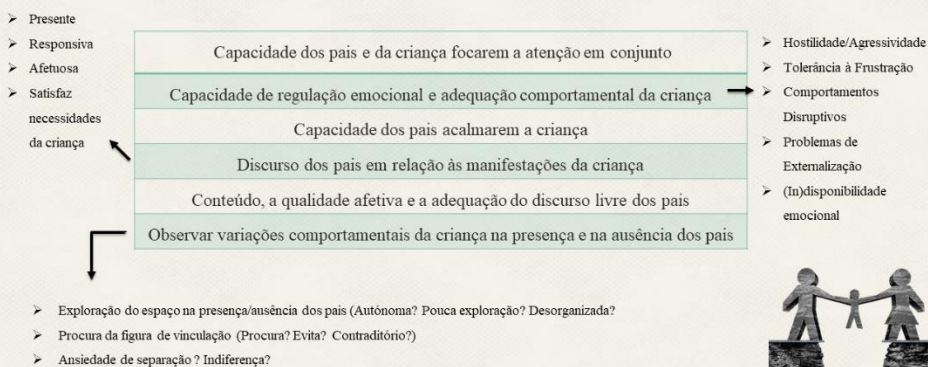 Presente
Responsiva
Afetuosa
Satisfaz
necessidades
da criança
Capacidade dos pais e da criança focarem a atenção em conjunto
Capacidade de regulação emocional e adequação comportamental da criança
Capacidade dos pais acalmarem a criança
Discurso dos pais em relação às manifestações da criança
Conteúdo, a qualidade afetiva e a adequação do discurso livre dos pais
Observar variações comportamentais da criança na presença e na ausência dos pais
Hostilidade/Agressividade
Tolerância à Frustração
Comportamentos
Disruptivos
Problemas de
Externalização
(In)disponibilidade
emocional
Exploração do espaço na presença/ausência dos pais (Autónoma? Pouca exploração? Desorganizada?
Procura da figura de vinculação (Procura? Evita? Contraditório?)
Ansiedade de separação ? Indiferença?